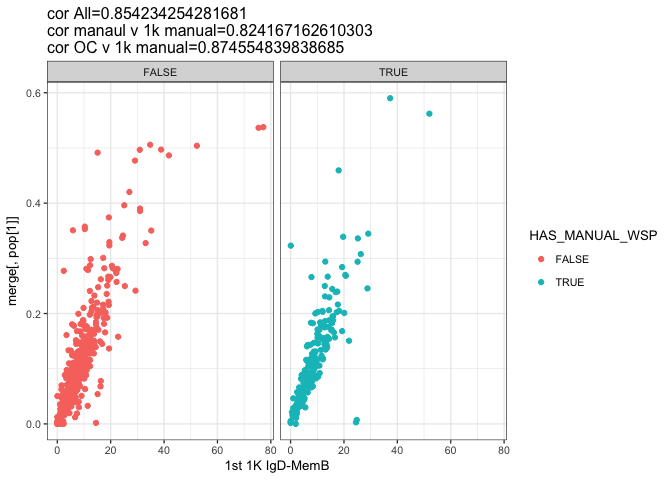 cor All=0.854234254281681
cor manaul v 1k manual=0.824167162610303
cor OC v 1k manual=0.874554839838685
FALSE
TRUE
0.6
0.4
0.2
0.0
merge[, pop[1]]
0 20 40 60 80
0 20 40 60 80
1st 1K IgD-MemB
HAS_MANUAL_WSP
FALSE
TRUE